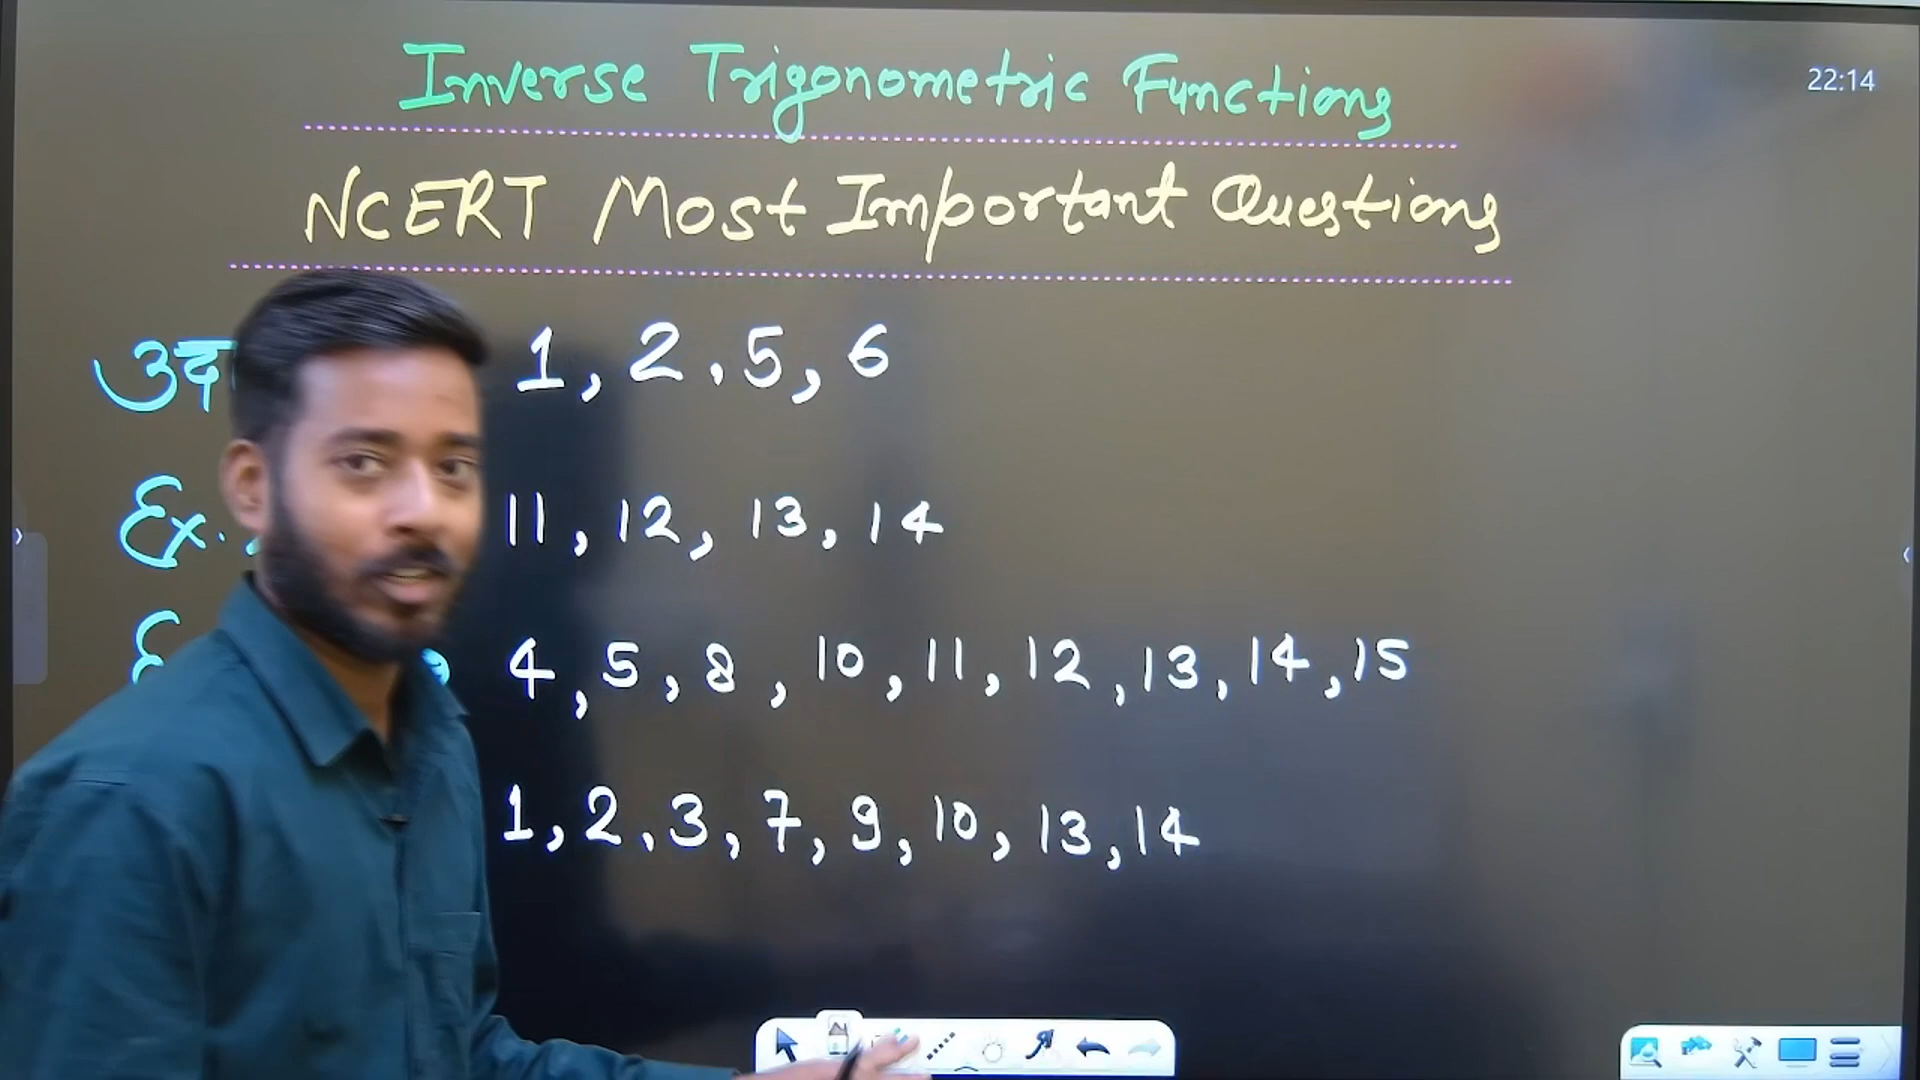 Inverse Trigonometric Functions
22:14
NCERT Most Important Questions
1, 2, 5, 6
Ex. 11, 12, 13, 14
4, 5, 8, 10, 11, 12, 13, 14, 15
1, 2, 3, 7, 9, 10, 13, 14